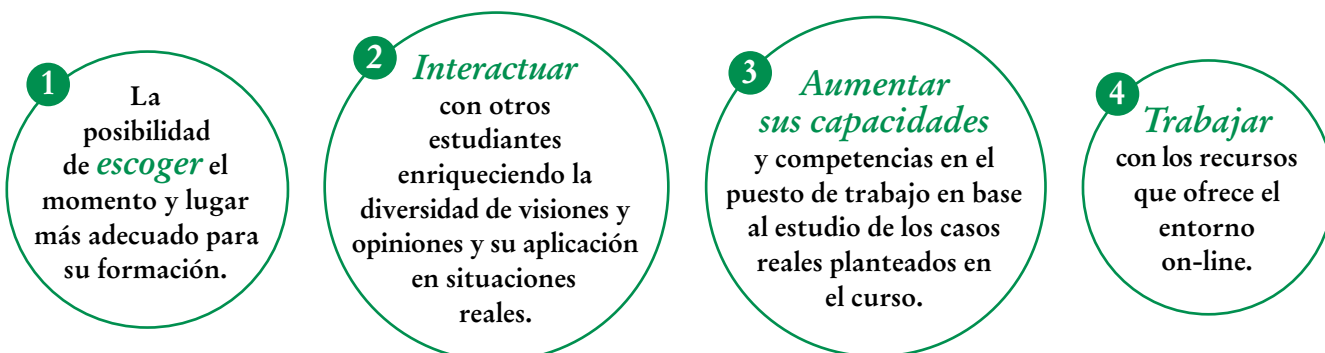 1
La
posibilidad
de escoger el
momento y lugar
más adecuado para
su formación.
2
Interactuar
con otros
estudiantes
enriqueciendo la
diversidad de visiones y
opiniones y su aplicación
en situaciones
reales.
3
Aumentar
sus capacidades
y competencias en el
puesto de trabajo en base
al estudio de los casos
reales planteados en
el curso.
4
Trabajar
con los recursos
que ofrece el
entorno
on-line.